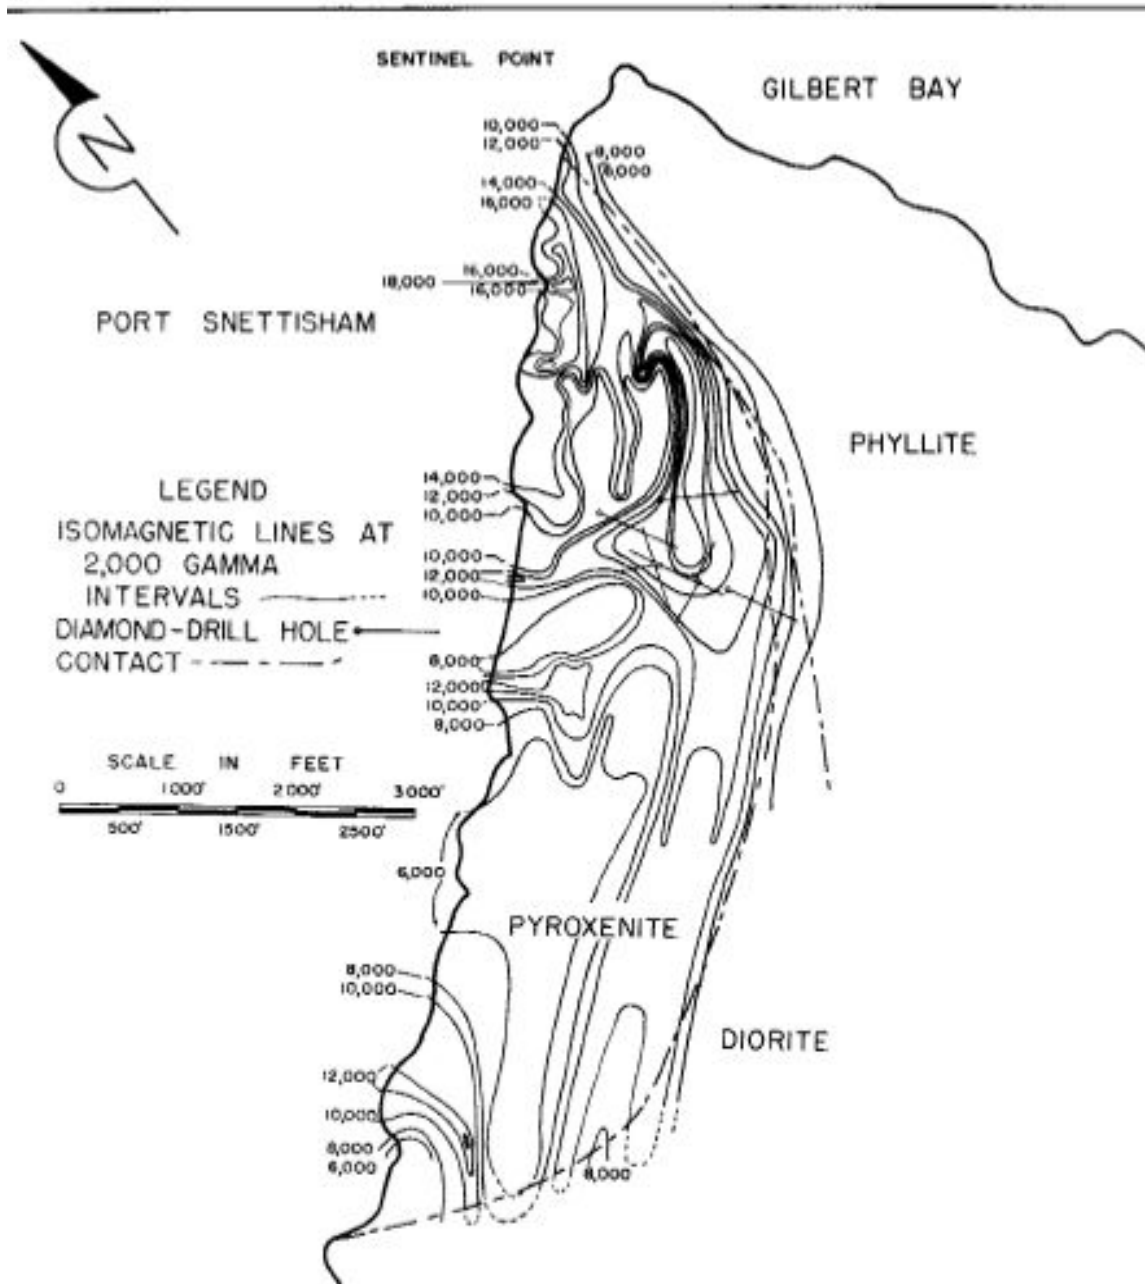 SENTINEL POINT
GILBERT BAY
N
10,000
12,000
8,000
6,000
14,000
16,000
16,000
18,000
16,000
PORT SNETTISHAM
PHYLLITE
14,000
12,000
10,000
LEGEND
ISOMAGNETIC LINES AT
2,000 GAMMA
INTERVALS
DIAMOND-DRILL HOLE
CONTACT
10,000
12,000
10,000
8,000
12,000
10,000
8,000
SCALE IN FEET
0 1000' 2000' 3000'
500' 1500' 2500'
6,000
PYROXENITE
8,000
10,000
DIORITE
12,000
10,000
8,000
6,000
8,000